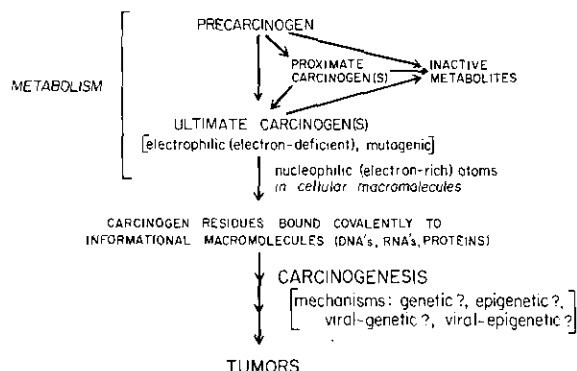 PRECARCINOGEN
METABOLISM
PROXIMATE
CARCINOGEN(S)
INACTIVE
METABOLITES
ULTIMATE CARCINOGEN(S)
[electrophilic (electron-deficient), mutagenic]
nucleophilic (electron-rich) atoms
in cellular macromolecules
CARCINOGEN RESIDUES BOUND COVALENTLY TO
INFORMATIONAL MACROMOLECULES (DNA's, RNA's, PROTEINS)
CARCINOGENESIS
[mechanisms: genetic?, epigenetic?,
viral-genetic?, viral-epigenetic?]
TUMORS